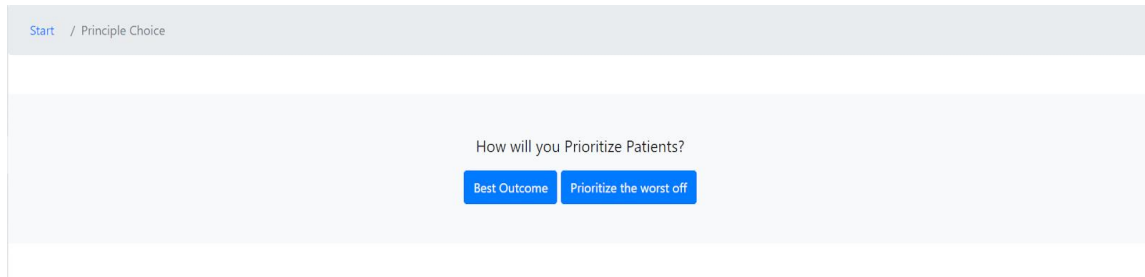 Start / Principle Choice
How will you Prioritize Patients?
Best Outcome Prioritize the worst off